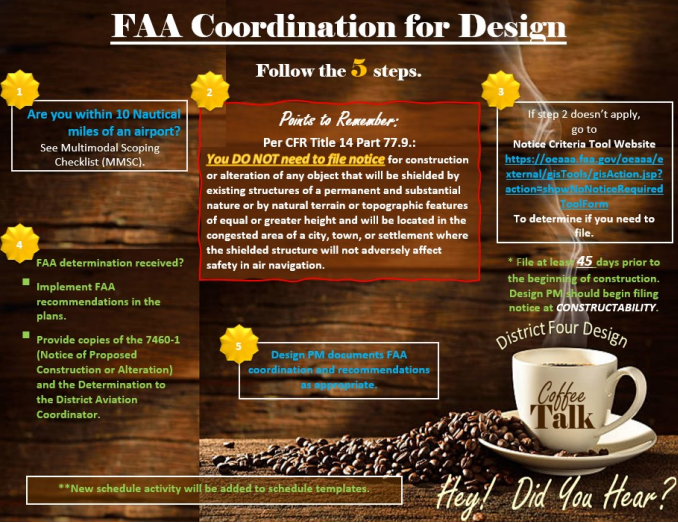 FAA Coordination for Design
Follow the 5 steps.
1
Are you within 10 Nautical
miles of an airport?
See Multimodal Scoping
Checklist (MMSC).
2
Points to Remember:
Per CFR Title 14 Part 77.9.:
You DO NOT need to file notice for construction
or alteration of any object that will be shielded by
existing structures of a permanent and substantial
nature or by natural terrain or topographic features
of equal or greater height and will be located in the
congested area of a city, town, or settlement where
the shielded structure will not adversely affect
safety in air navigation.
3
If step 2 doesn't apply,
go to
Notice Criteria Tool Website
https://oeaaa.faa.gov/oeaaa/e
xternal/gisTools/gisAction.jsp?
action=showNoNoticeRequired
ToolForm
To determine if you need to
file.
* File at least 45 days prior to
the beginning of construction.
Design PM should begin filing
notice at CONSTRUCTABILITY.
4
FAA determination received?
Implement FAA
recommendations in the
plans.
Provide copies of the 7460-1
(Notice of Proposed
Construction or Alteration)
and the Determination to
the District Aviation
Coordinator.
5
Design PM documents FAA
coordination and recommendations
as appropriate.
District Four Design
Coffee
Talk
**New schedule activity will be added to schedule templates.
Hey! Did You Hear?